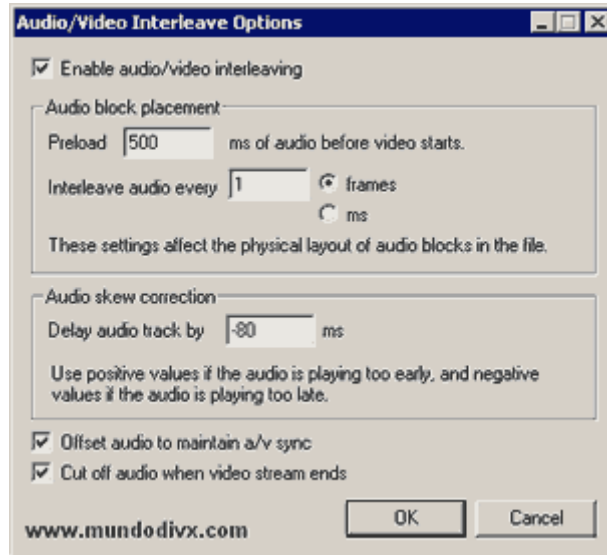 Audio/Video Interleave Options
Enable audio/video interleaving
Audio block placement
Preload 500 ms of audio before video starts.
Interleave audio every 1 frames
ms
These settings affect the physical layout of audio blocks in the file.
Audio skew correction
Delay audio track by -80 ms
Use positive values if the audio is playing too early, and negative
values if the audio is playing too late.
Offset audio to maintain a/v sync
Cut off audio when video stream ends
OK Cancel
www.mundodivx.com